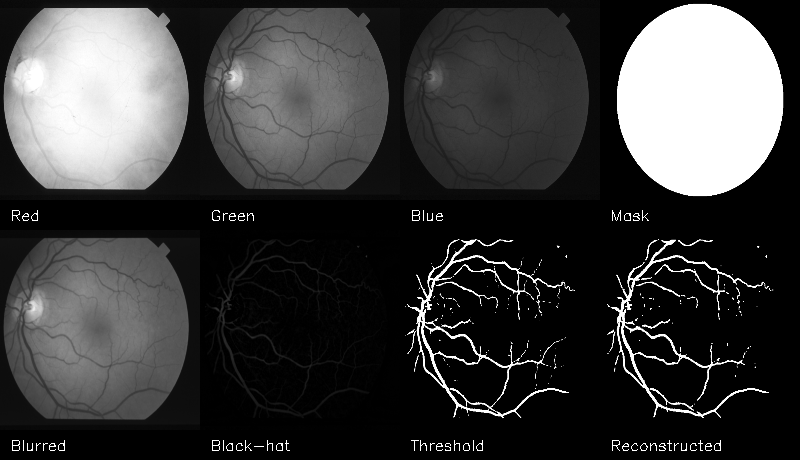 Red
Green
Blue
Mask
Blurred
Black-hat
Threshold
Reconstructed